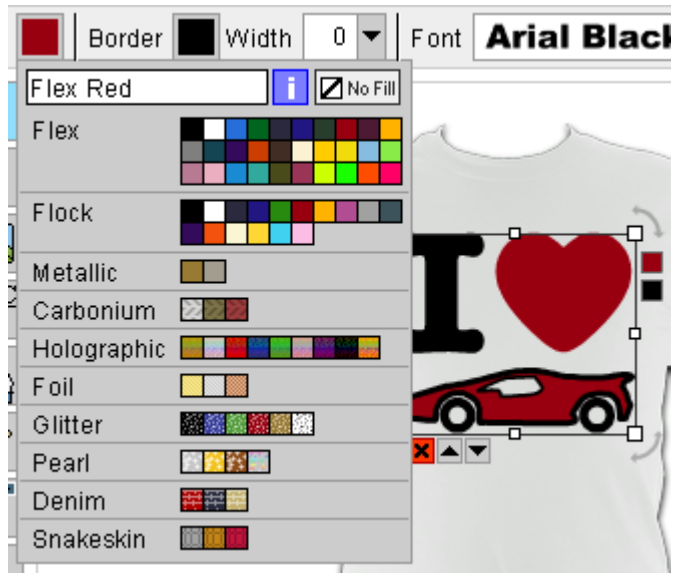 Border Width 0 Font Arial Black
Flex Red i No Fill
Flex
Flock
Metallic
Carbonium
Holographic
Foil
Glitter
Pearl
Denim
Snakeskin
I